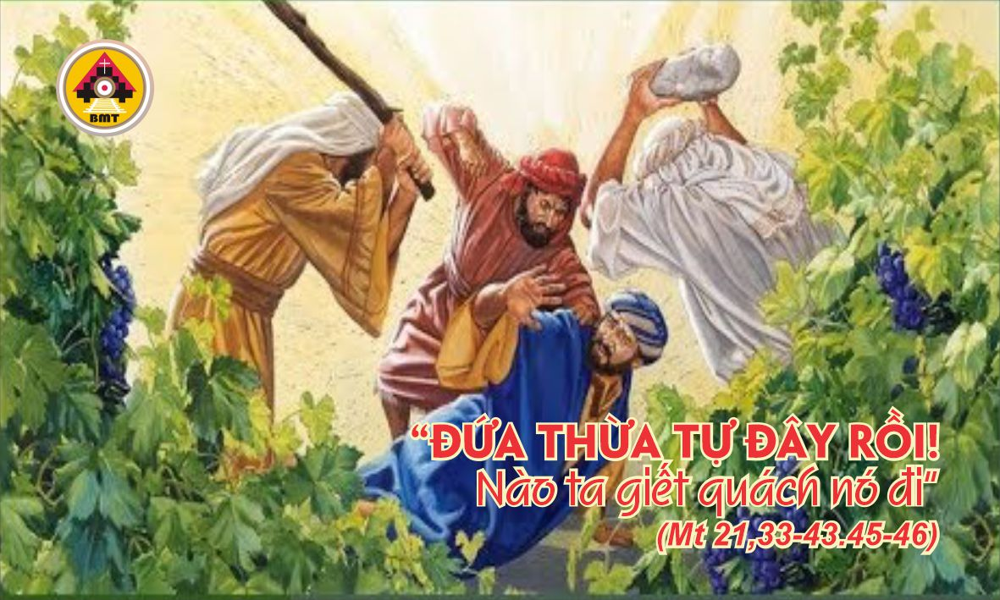 BMT
“ĐỨA THỪA TỰ ĐÂY RỒI!
Nào ta giết quách nó đi”
(Mt 21,33-43.45-46)